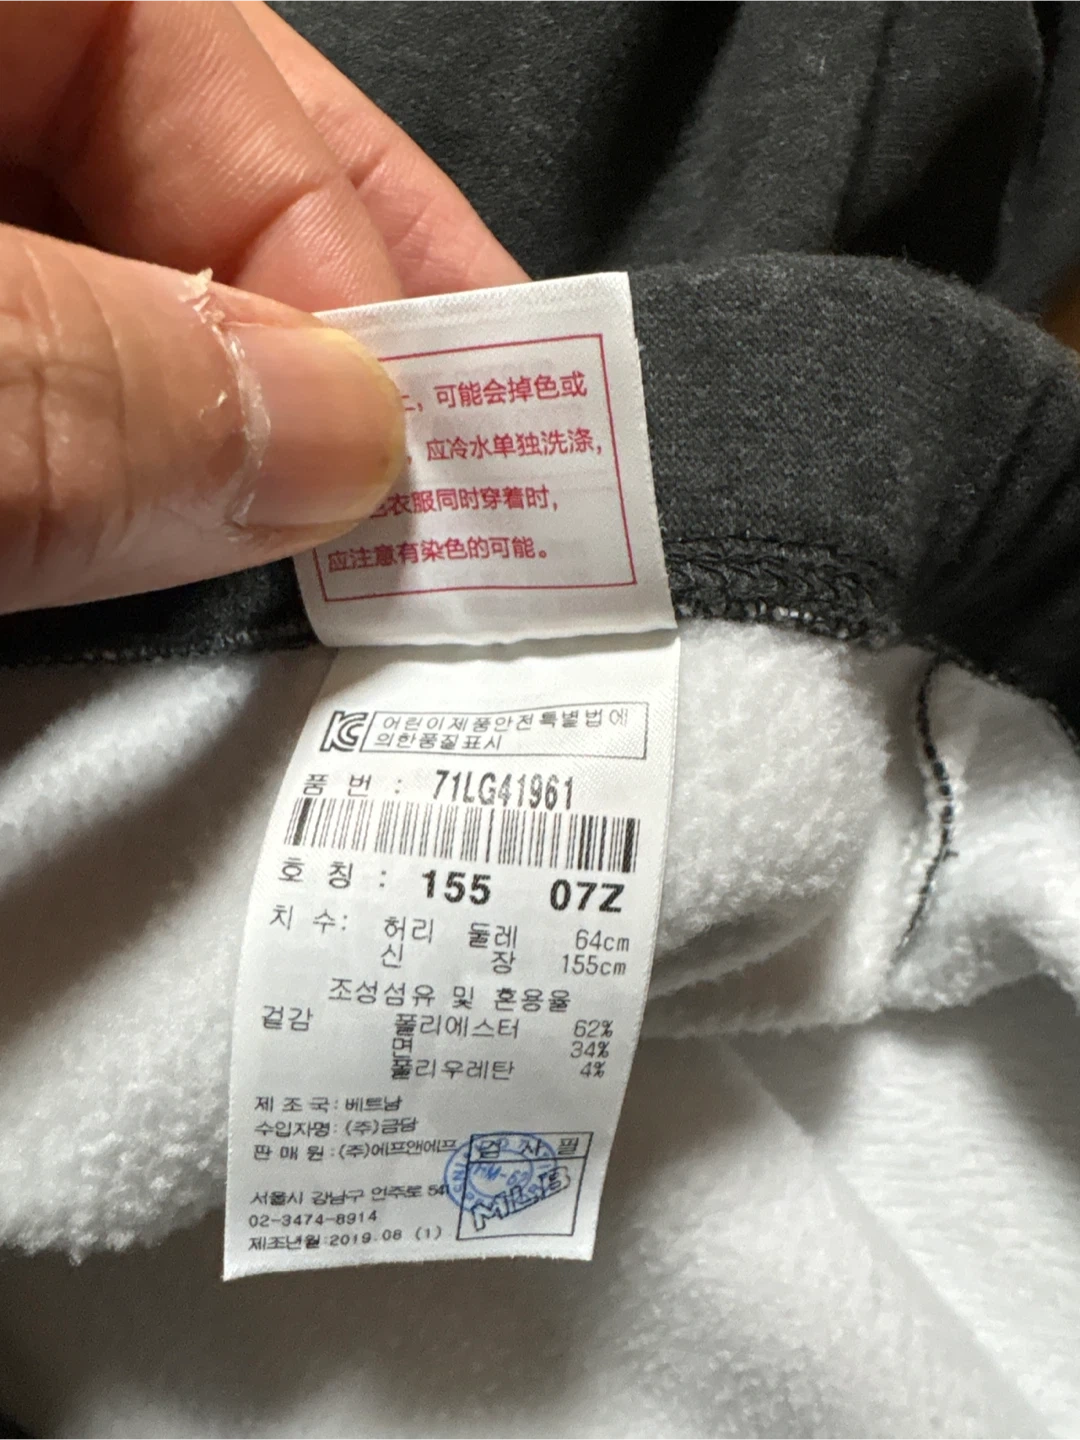 , 可能会掉色或
应冷水单独洗涤,
衣服同时穿着时,
应注意有染色的可能。
어린이제품안전특별법에
의한품질표시
품 번 : 71LG41961
호 칭 : 155 07Z
치 수: 허리 둘레 64cm
신 장 155cm
조성섬유 및 혼용율
겉감 폴리에스터 62%
면 34%
폴리우레탄 4%
제 조 국: 베트남
수입자명: (주)금담
판 매 원: (주)에프앤에프
검 사 필
MLB
서울시 강남구 언주로 541
02-3474-8914
제조년월:2019.08 (1)